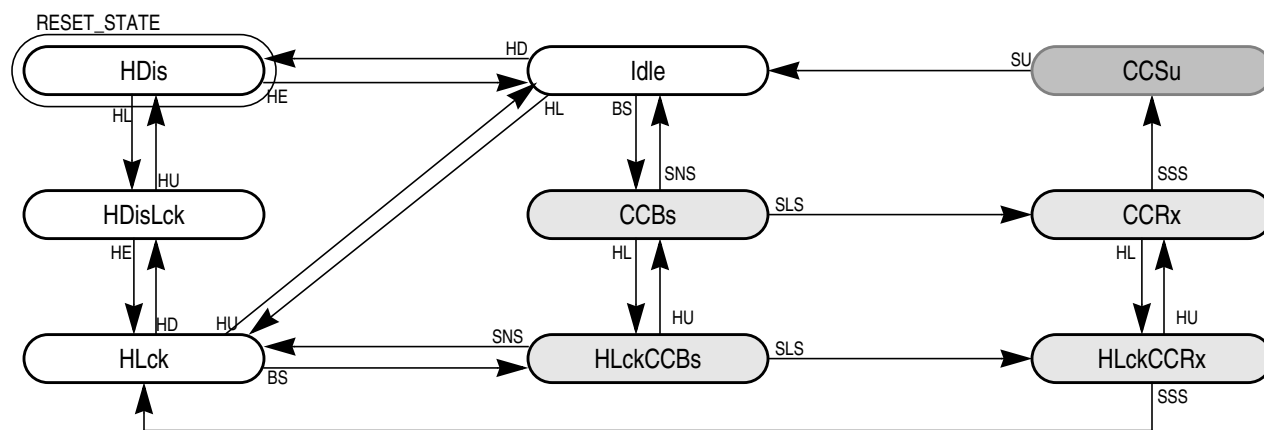 RESET_STATE
HDis
HD
Idle
SU
CCSu
HE
HL
HL
BS
HU
SNS
SSS
HDisLck
CCBs
SLS
CCRx
HE
HL
HL
HD
HU
HU
HU
HLck
SNS
HLckCCBs
SLS
HLckCCRx
BS
SSS